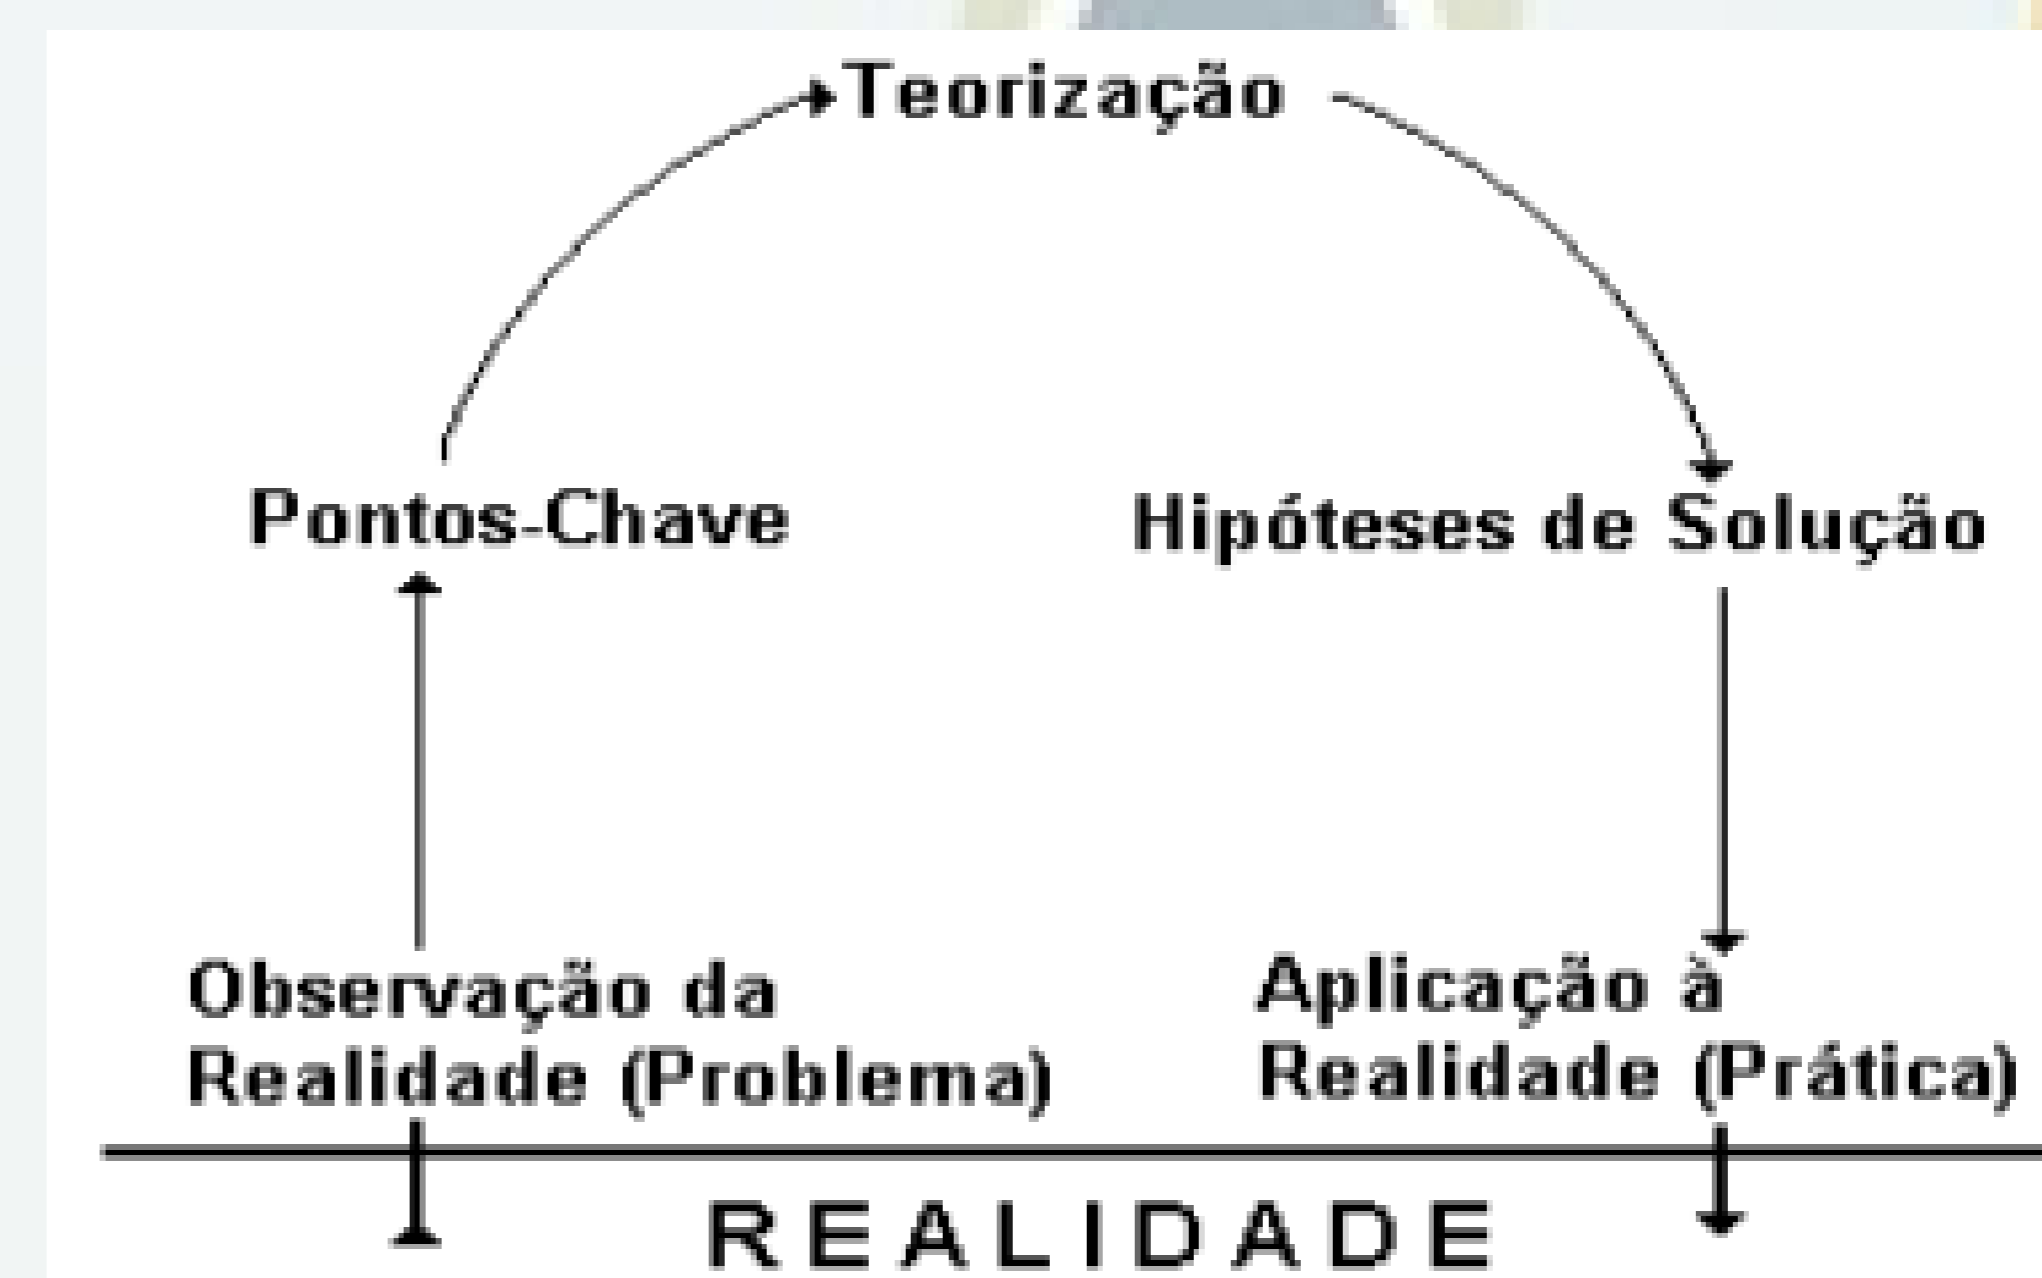 Teorização
Pontos-Chave
Hipóteses de Solução
Observação da
Realidade (Problema)
Aplicação à
Realidade (Prática)
REALIDADE